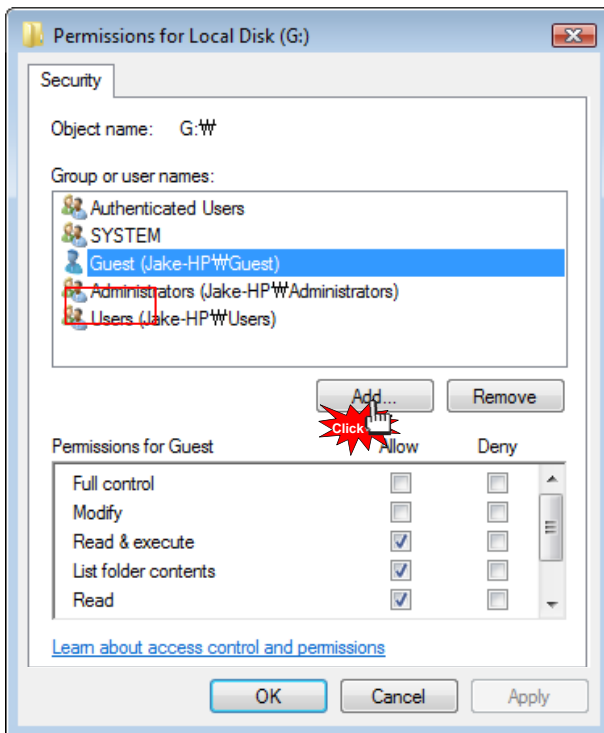 Permissions for Local Disk (G:)
Security
Object name: G:₩
Group or user names:
Authenticated Users
SYSTEM
Guest (Jake-HP₩Guest)
Administrators (Jake-HP₩Administrators)
Users (Jake-HP₩Users)
Add... Remove
Click
Permissions for Guest Allow Deny
Full control
Modify
Read & execute
List folder contents
Read
Learn about access control and permissions
OK Cancel Apply